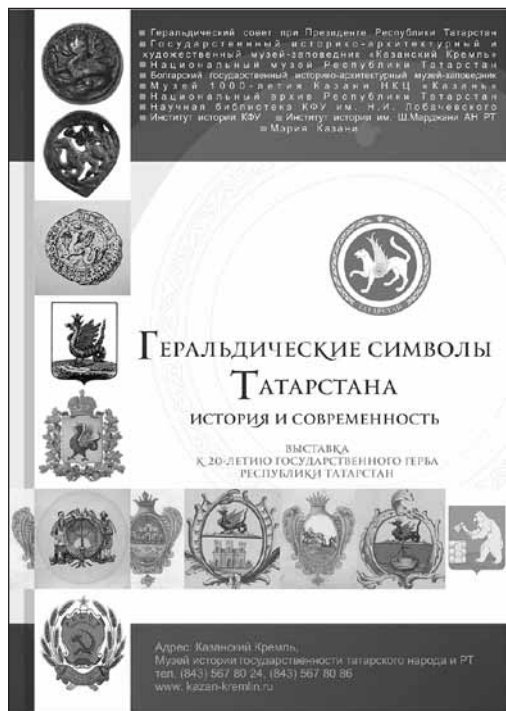 ■ Геральдический совет при Президенте Республики Татарстан
■ Государственный историко-архитектурный и
художественный музей-заповедник «Казанский Кремль»
■ Национальный музей Республики Татарстан
Болгарский государственный историко-архитектурный музей-заповедник
■ Музей 1000-летия Казани НКЦ «Казань»
■ Национальный архив Республики Татарстан
■ Научная библиотека КФУ им. Н.И. Лобачевского
■ Институт истории КФУ ■ Институт истории им. Ш.Марджани АН РТ
■ Мэрия Казани
ТАТАРСТАН
ГЕРАЛЬДИЧЕСКИЕ СИМВОЛЫ
ТАТАРСТАНА
ИСТОРИЯ И СОВРЕМЕННОСТЬ
ВЫСТАВКА
К 20-ЛЕТИЮ ГОСУДАРСТВЕННОГО ГЕРБА
РЕСПУБЛИКИ ТАТАРСТАН
Адрес: Казанский Кремль,
Музей истории государственности татарского народа и РТ
тел. (843) 567 80 24, (843) 567 80 86
www. kazan-kremlin.ru